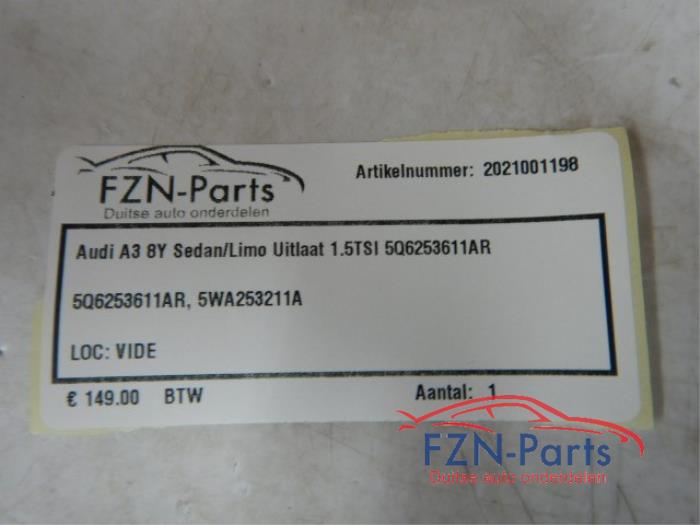 FZN-Parts
Duitse auto onderdelen
Artikelnummer: 2021001198
Audi A3 8Y Sedan/Limo Uitlaat 1.5TSI 5Q6253611AR
5Q6253611AR, 5WA253211A
LOC: VIDE
€ 149.00 BTW
Aantal: 1
FZN-Parts
Duitse auto onderdelen